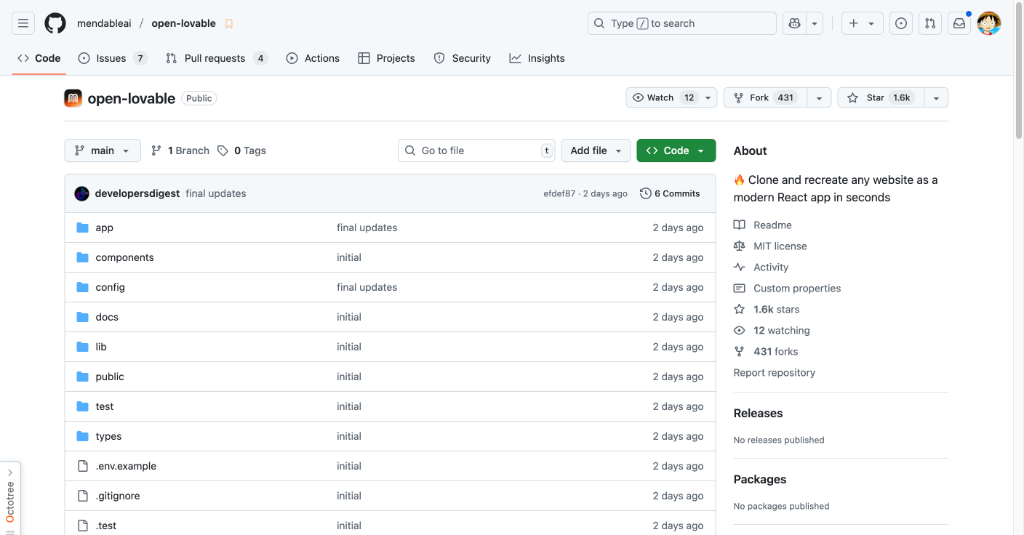 mendableai / open-lovable
Type / to search
Code
Issues 7
Pull requests 4
Actions
Projects
Security
Insights
open-lovable Public
Watch 12
Fork 431
Star 1.6k
main
1 Branch
0 Tags
Go to file t
Add file
Code
developersdigest final updates
efdef87 · 2 days ago
6 Commits
app final updates 2 days ago
components initial 2 days ago
config final updates 2 days ago
docs initial 2 days ago
lib initial 2 days ago
public initial 2 days ago
test initial 2 days ago
types initial 2 days ago
.env.example initial 2 days ago
.gitignore initial 2 days ago
.test initial 2 days ago
About
🔥 Clone and recreate any website as a
modern React app in seconds
Readme
MIT license
Activity
Custom properties
1.6k stars
12 watching
431 forks
Report repository
Releases
No releases published
Packages
No packages published
Octotree